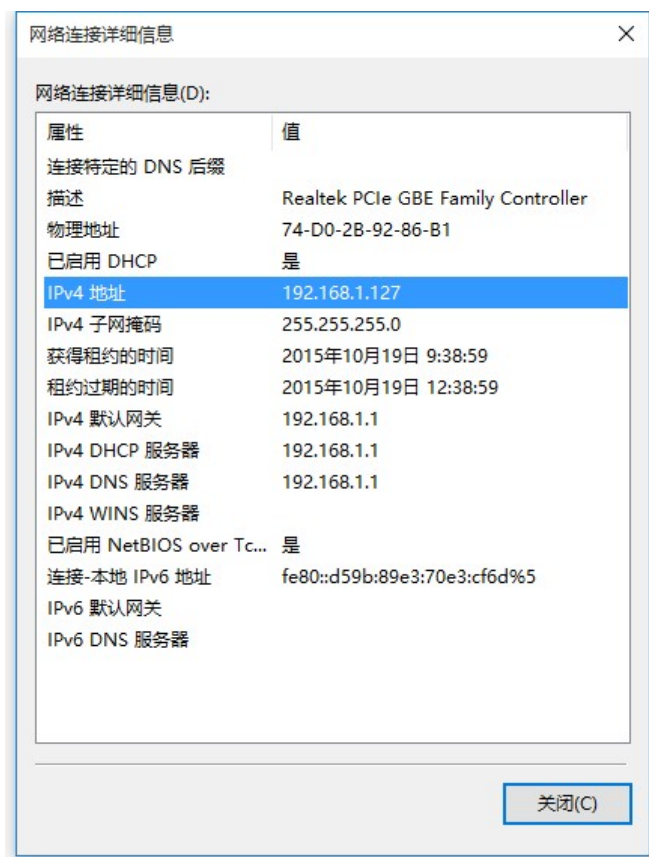 网络连接详细信息
网络连接详细信息(D):
属性 值
连接特定的 DNS 后缀
描述 Realtek PCIe GBE Family Controller
物理地址 74-D0-2B-92-86-B1
已启用 DHCP 是
IPv4 地址 192.168.1.127
IPv4 子网掩码 255.255.255.0
获得租约的时间 2015年10月19日 9:38:59
租约过期的时间 2015年10月19日 12:38:59
IPv4 默认网关 192.168.1.1
IPv4 DHCP 服务器 192.168.1.1
IPv4 DNS 服务器 192.168.1.1
IPv4 WINS 服务器
已启用 NetBIOS over Tc... 是
连接-本地 IPv6 地址 fe80::d59b:89e3:70e3:cf6d%5
IPv6 默认网关
IPv6 DNS 服务器
关闭(C)